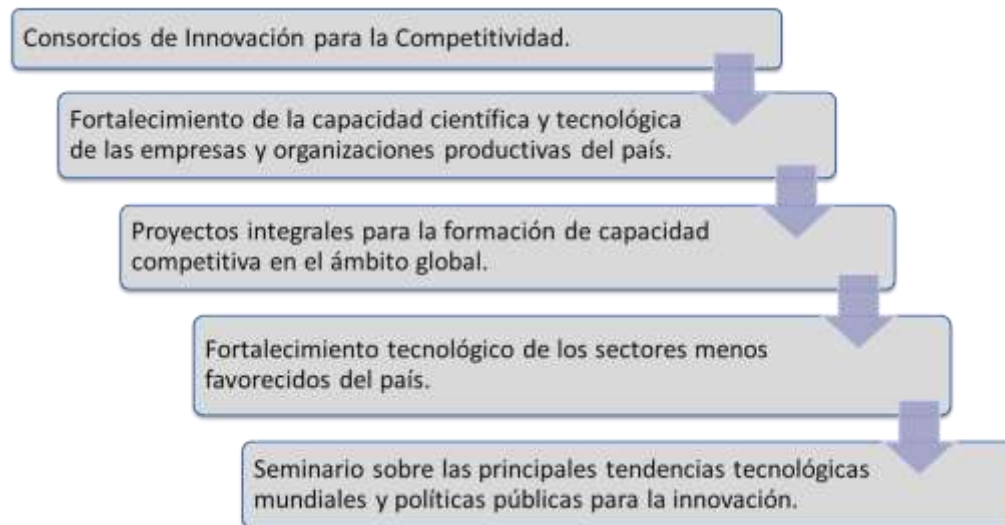 Consorcios de Innovación para la Competitividad.
Fortalecimiento de la capacidad científica y tecnológica
de las empresas y organizaciones productivas del país.
Proyectos integrales para la formación de capacidad
competitiva en el ámbito global.
Fortalecimiento tecnológico de los sectores menos
favorecidos del país.
Seminario sobre las principales tendencias tecnológicas
mundiales y políticas públicas para la innovación.